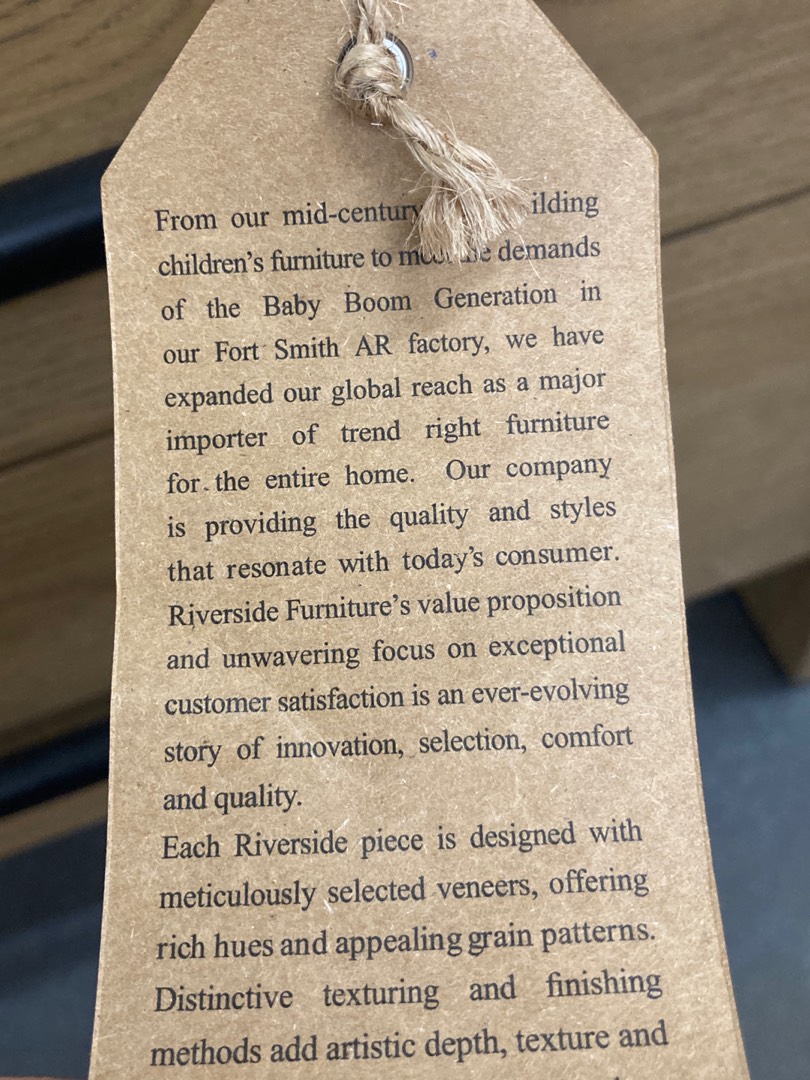 From our mid-century
children's furniture to demands
of the Baby Boom Generation in
our Fort Smith AR factory, we have
expanded our global reach as a major
importer of trend right furniture
for the entire home. Our company
is providing the quality and styles
that resonate with today's consumer.
Riverside Furniture's value proposition
and unwavering focus on exceptional
customer satisfaction is an ever-evolving
story of innovation, selection, comfort
and quality.
Each Riverside piece is designed with
meticulously selected veneers, offering
rich hues and appealing grain patterns.
Distinctive texturing and finishing
methods add artistic depth, texture and